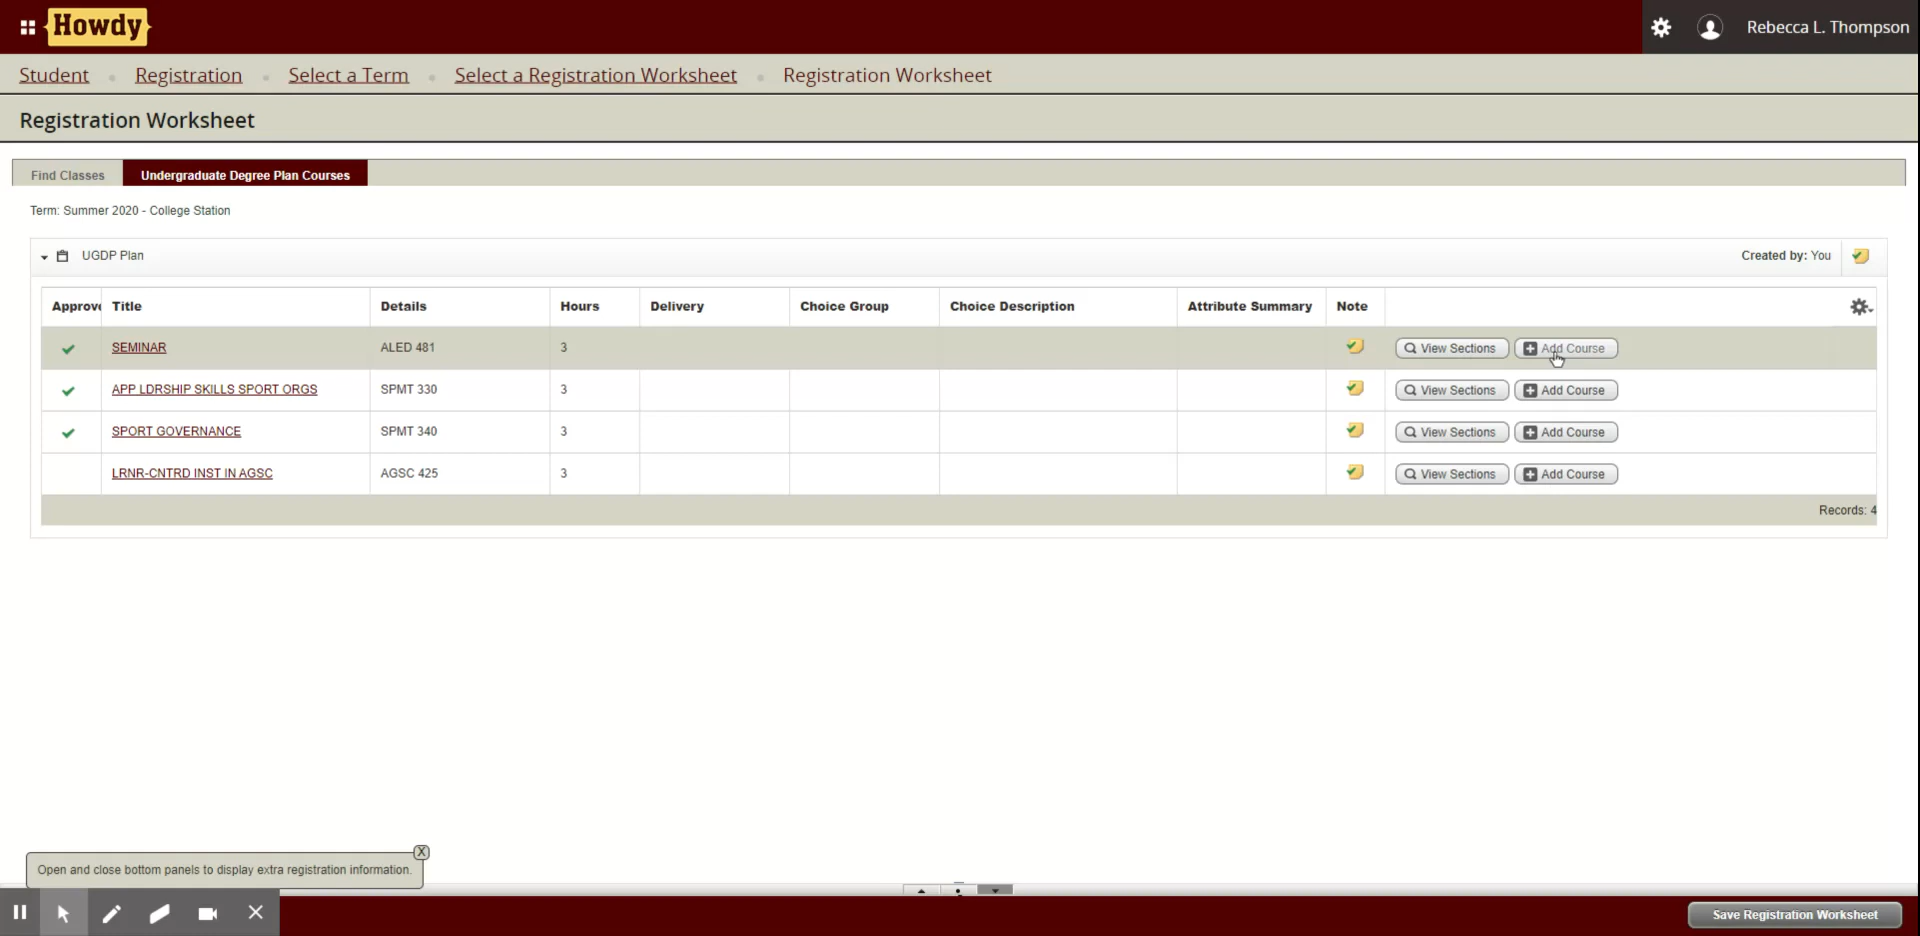 Howdy
Rebecca L. Thompson
Student Registration Select a Term Select a Registration Worksheet Registration Worksheet
Registration Worksheet
Find Classes Undergraduate Degree Plan Courses
Term: Summer 2020 - College Station
UGDP Plan Created by: You
Approve Title Details Hours Delivery Choice Group Choice Description Attribute Summary Note
SEMINAR ALED 481 3 View Sections Add Course
APP LDRSHIP SKILLS SPORT ORGS SPMT 330 3 View Sections Add Course
SPORT GOVERNANCE SPMT 340 3 View Sections Add Course
LRNR-CNTRD INST IN AGSC AGSC 425 3 View Sections Add Course
Records: 4
X
Open and close bottom panels to display extra registration information.
Save Registration Worksheet